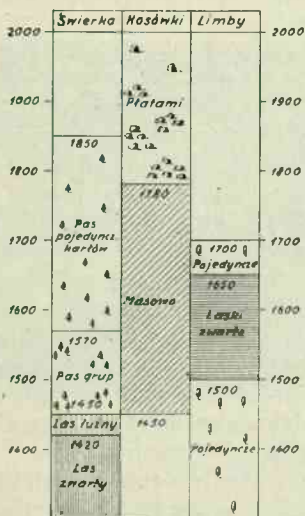 Świerka Kosówki Limby
2000 2000
1900 1900
Płatami
1850
1800 1800
1780
1700 1700
1700
Pas
pojedyncz.
karłów
Pojedyncze
1650
1600 1600
Masowo
Laski
zwarte
1570
1500 1500
Pas grup
1500
1450
Las luźny
1450
1400 1400
1420
Las
zwarty
Pojedyncze